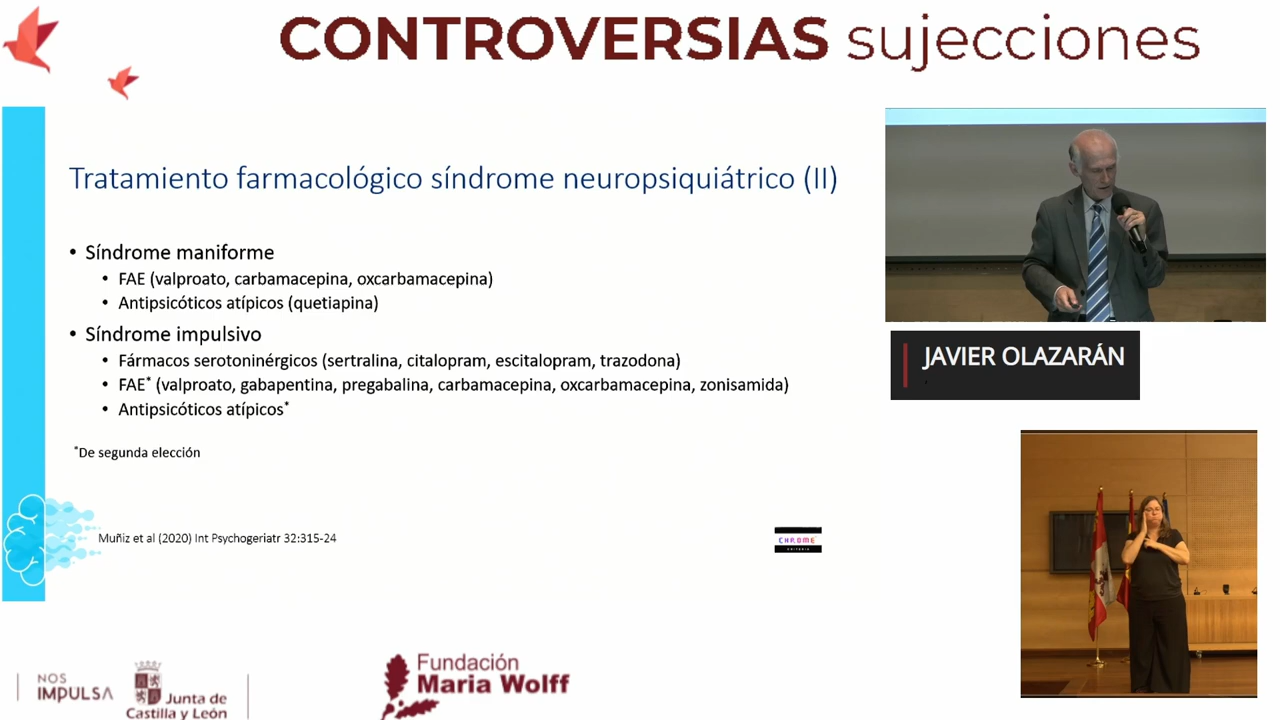 CONTROVERSIAS sujecciones
Tratamiento farmacológico síndrome neuropsiquiátrico (II)
• Síndrome maniforme
• FAE (valproato, carbamacepina, oxcarbamacepina)
• Antipsicóticos atípicos (quetiapina)
• Síndrome impulsivo
• Fármacos serotoninérgicos (sertralina, citalopram, escitalopram, trazodona)
• FAE* (valproato, gabapentina, pregabalina, carbamacepina, oxcarbamacepina, zonisamida)
• Antipsicóticos atípicos*
*De segunda elección
Muñiz et al (2020) Int Psychogeriatr 32:315-24
CHROME
CRITERIA
JAVIER OLAZARÁN
NOS
IMPULSA
Junta de
Castilla y León
Fundación
Maria Wolff